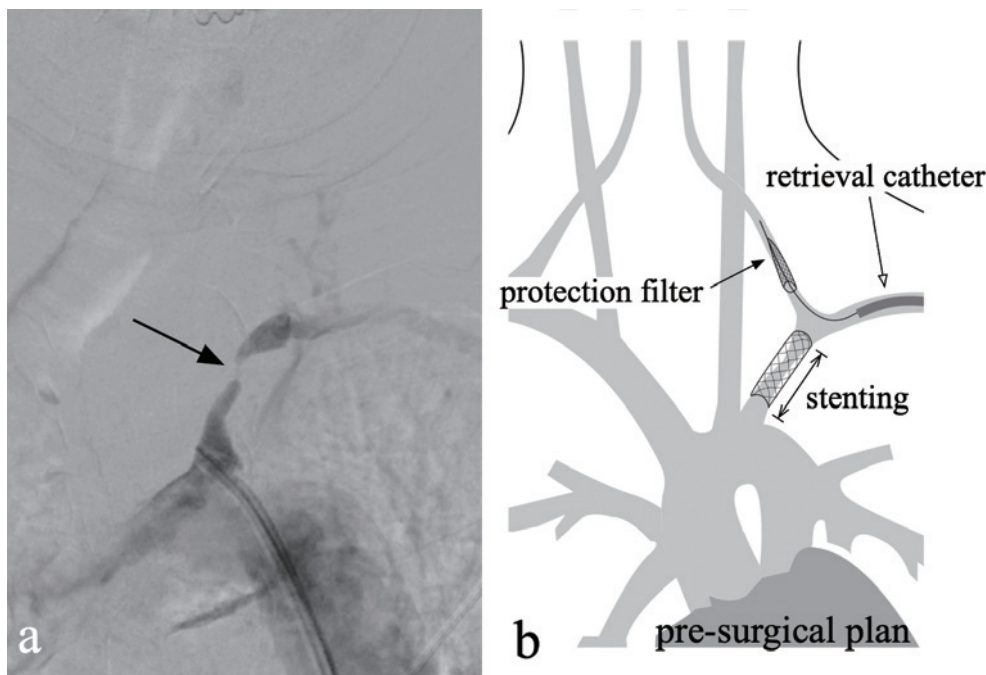 retrieval catheter
protection filter
stenting
a
b
pre-surgical plan